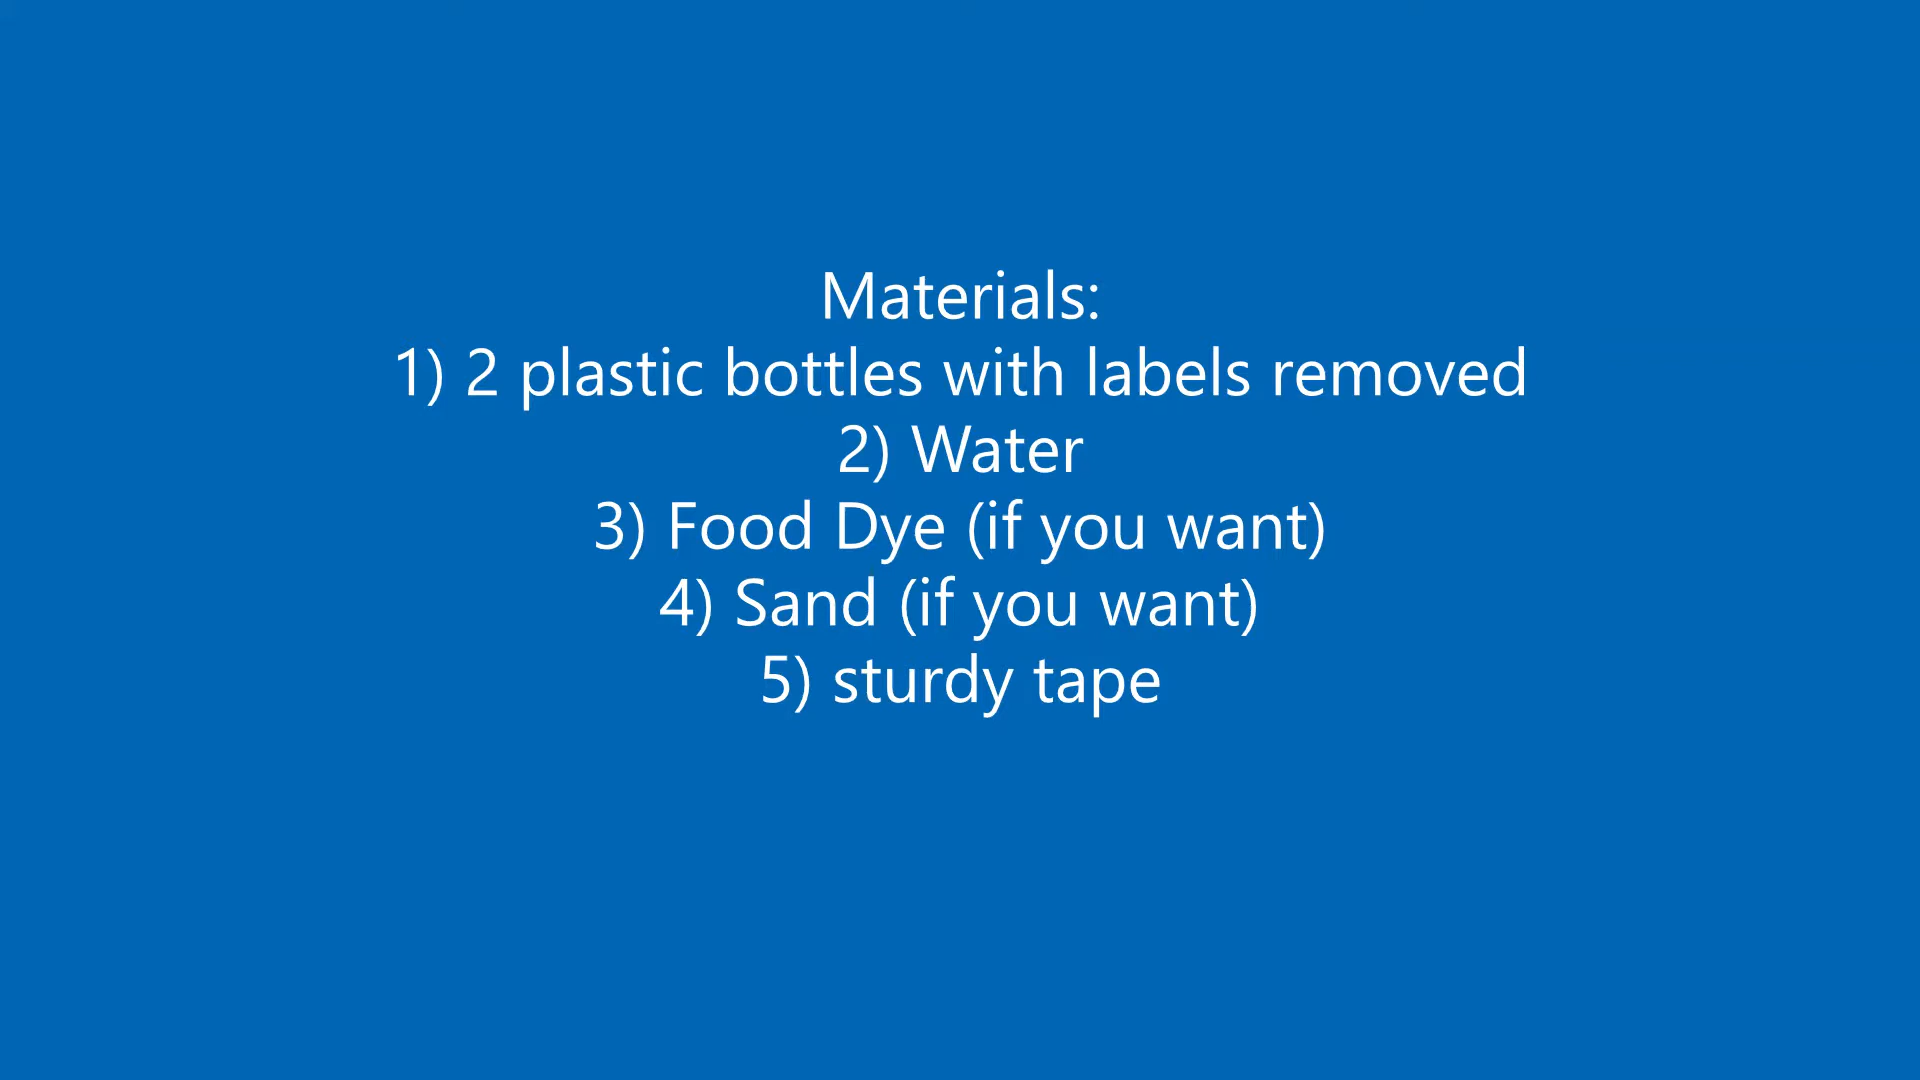 Materials:
1) 2 plastic bottles with labels removed
2) Water
3) Food Dye (if you want)
4) Sand (if you want)
5) sturdy tape